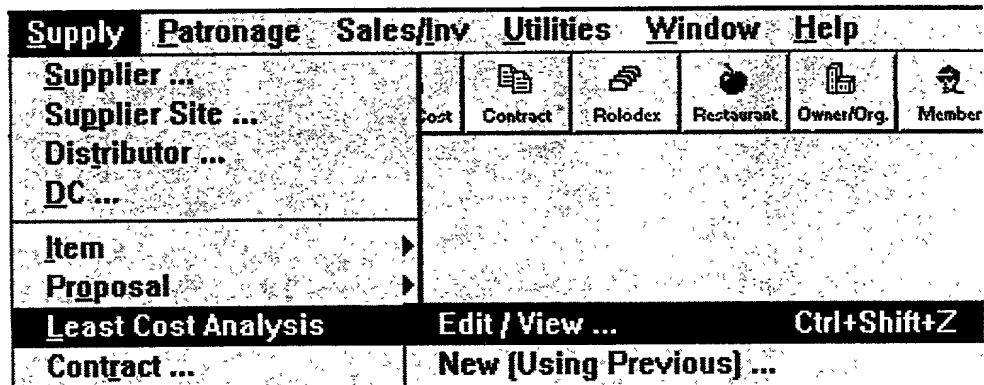 Supply Patronage Sales/Inv Utilities Window Help
Supplier ...
Supplier Site ...
Cost Contract Rolodex Restaurant Owner/Org. Member
Distributor ...
DC ...
Item
Proposal
Least Cost Analysis Edit / View ... Ctrl+Shift+Z
Contract ... New (Using Previous) ...